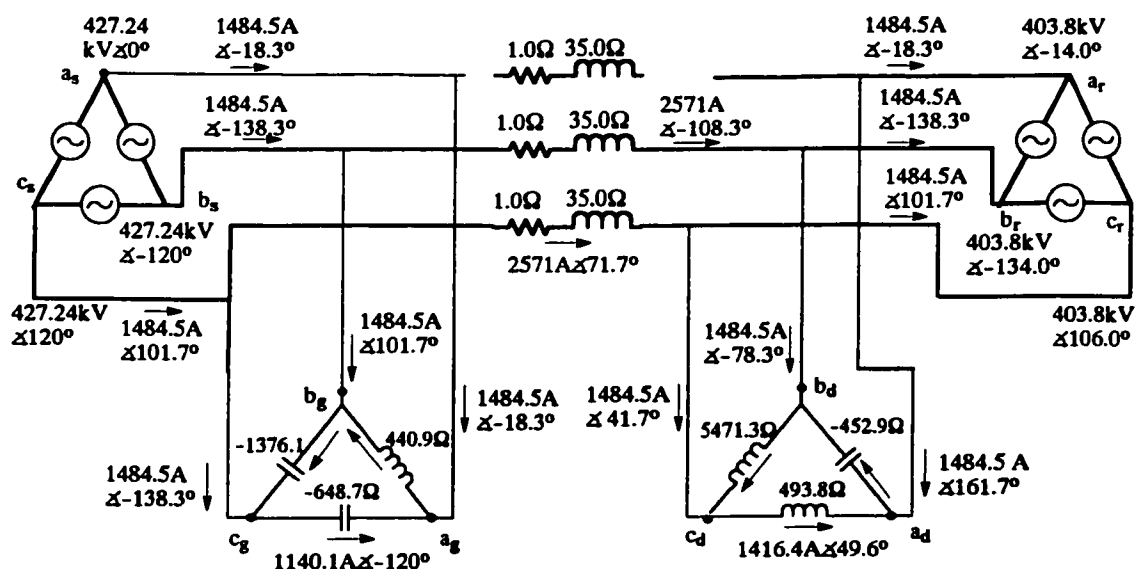 427.24
kV∡0°
a_s
1484.5A
∡-18.3°
1.0Ω
35.0Ω
1484.5A
∡-18.3°
403.8kV
∡-14.0°
a_r
1484.5A
∡-138.3°
1.0Ω
35.0Ω
2571A
∡-108.3°
1484.5A
∡-138.3°
c_s
b_s
427.24kV
∡-120°
1.0Ω
35.0Ω
2571A∡71.7°
1484.5A
∡101.7°
b_r
c_r
403.8kV
∡-134.0°
427.24kV
∡120°
1484.5A
∡101.7°
403.8kV
∡106.0°
1484.5A
∡101.7°
b_g
1484.5A
∡-18.3°
-1376.1
440.9Ω
1484.5A
∡-138.3°
-648.7Ω
c_g
a_g
1140.1A∡-120°
1484.5A
∡-78.3°
b_d
1484.5A
∡41.7°
5471.3Ω
-452.9Ω
1484.5 A
∡161.7°
493.8Ω
c_d
a_d
1416.4A∡49.6°